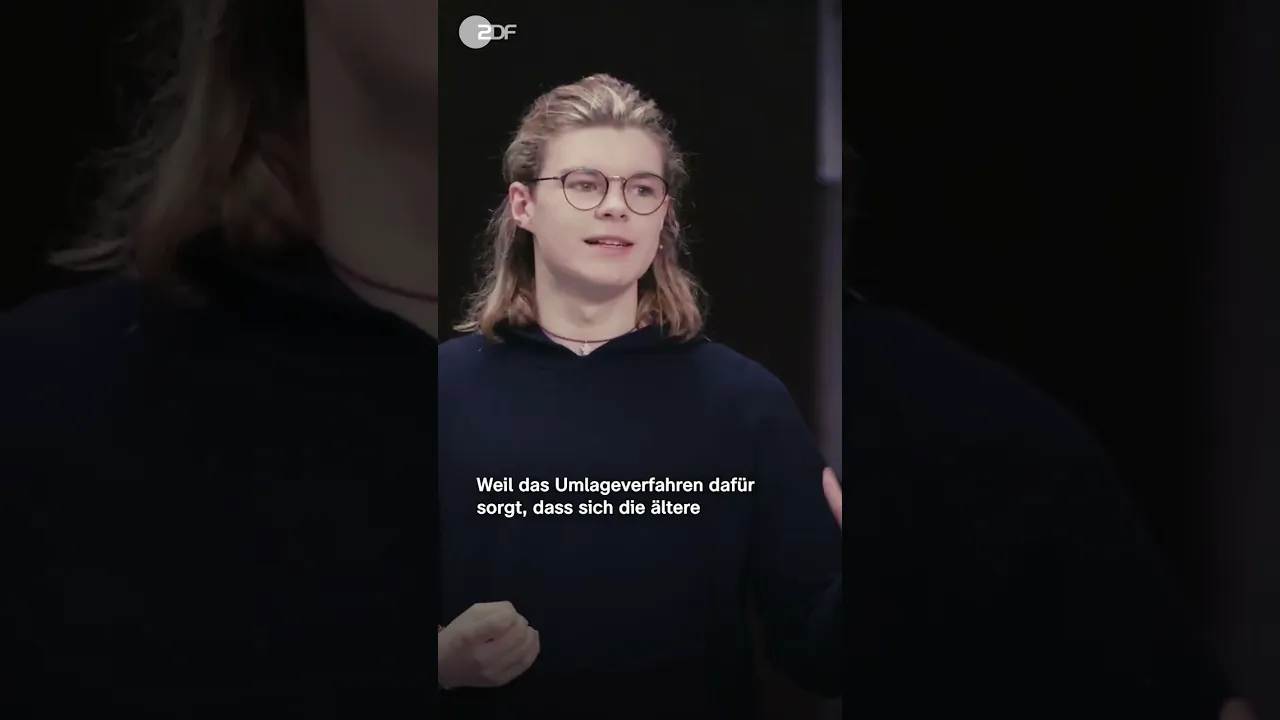 ZDF
Weil das Umlageverfahren dafür
sorgt, dass sich die ältere